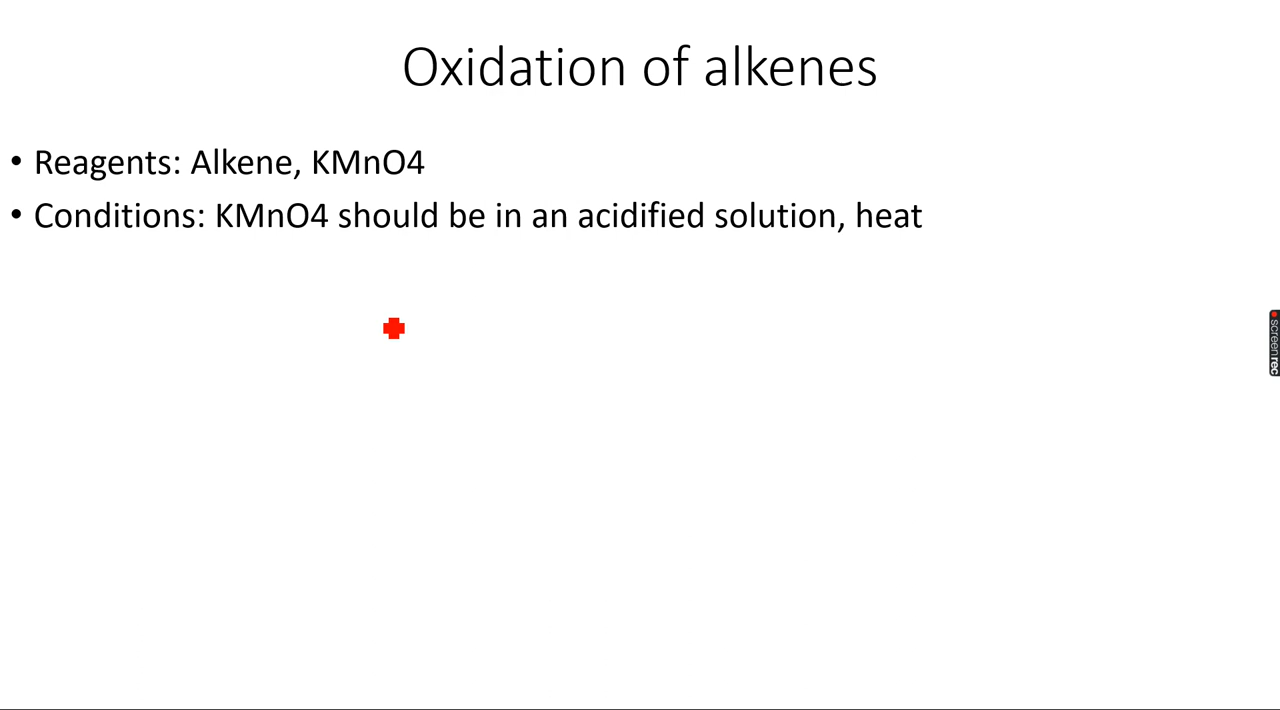 Oxidation of alkenes
• Reagents: Alkene, KMnO4
• Conditions: KMnO4 should be in an acidified solution, heat
screenrec